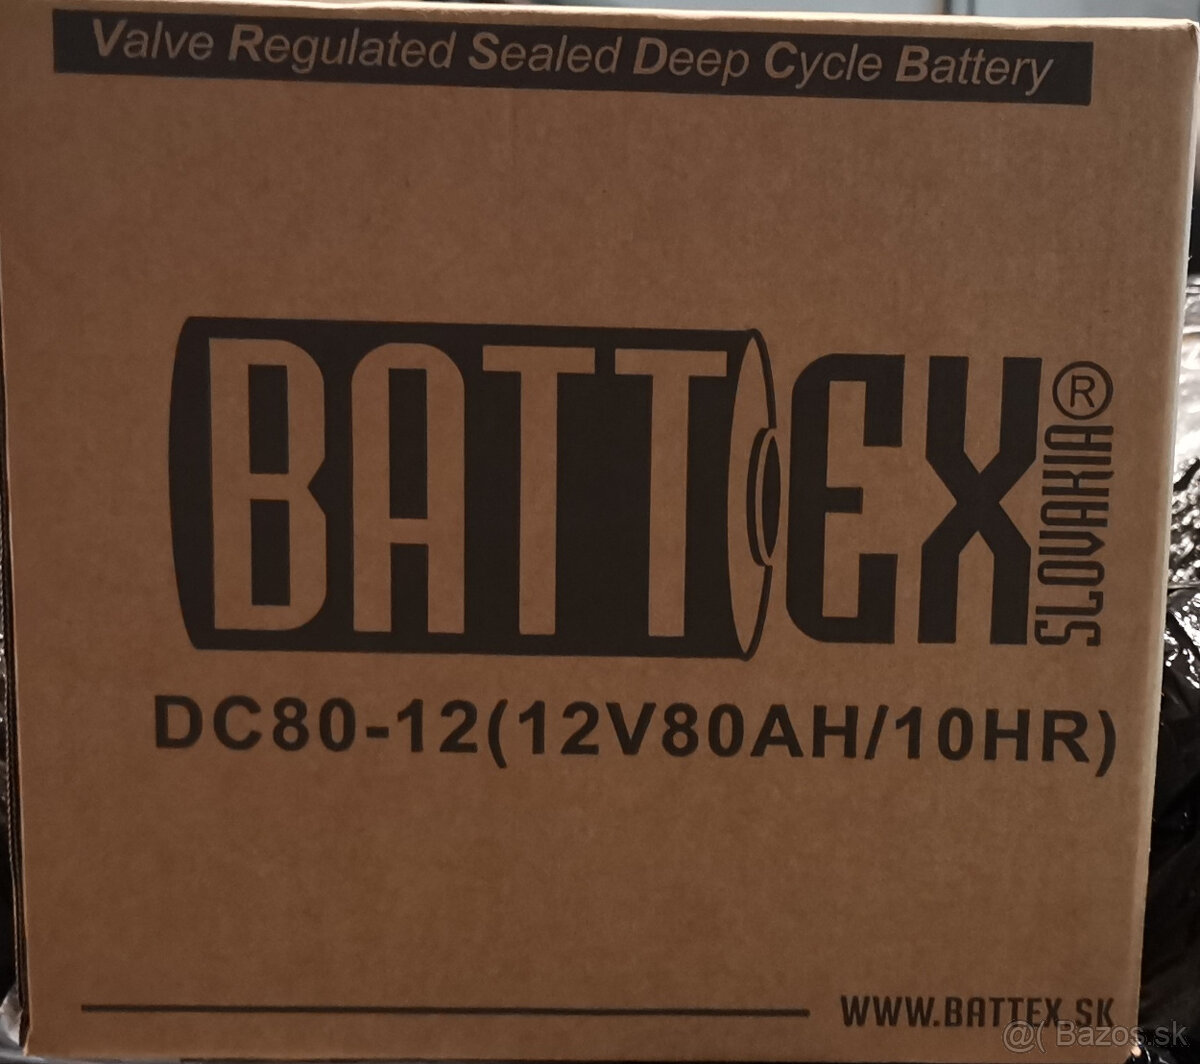 Valve Regulated Sealed Deep Cycle Battery
BATTEX®
SLOVAKIA
DC80-12(12V80AH/10HR)
WWW.BATTEX.SK
@( Bazos.sk